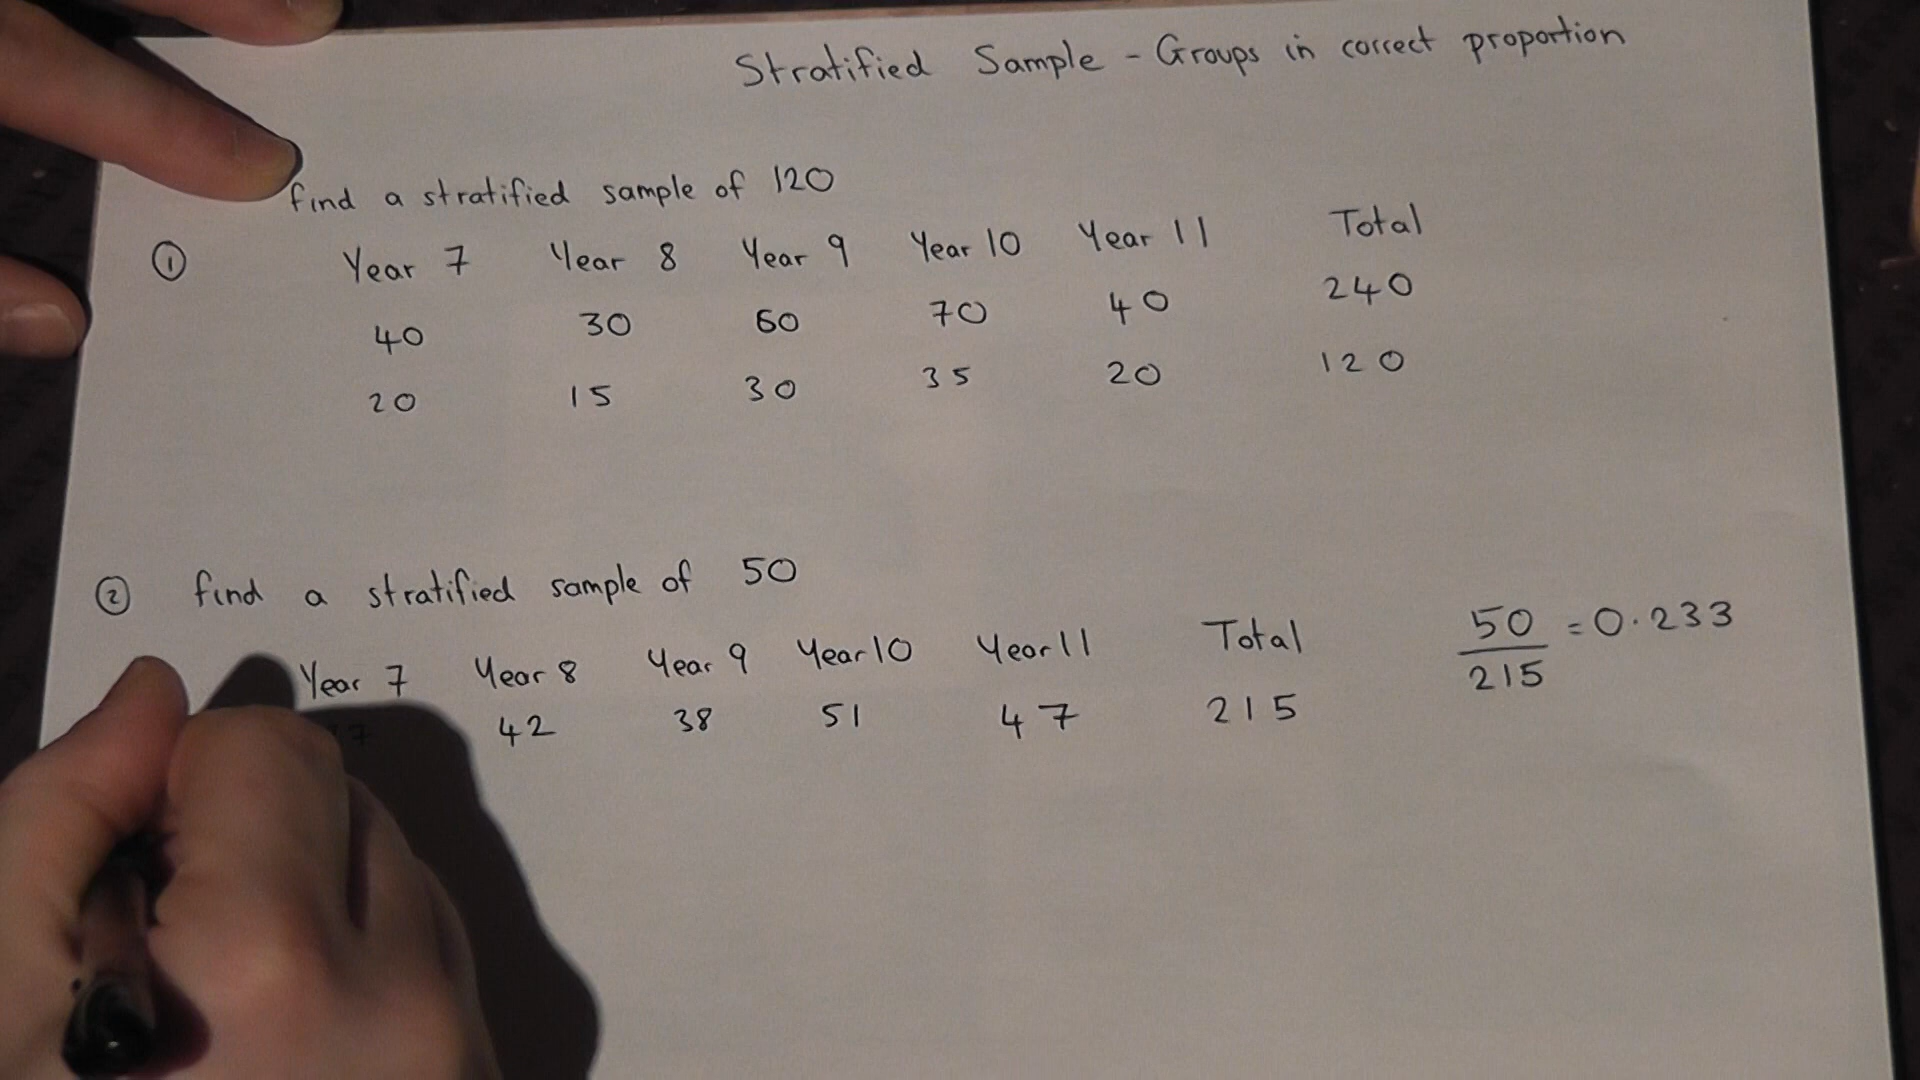 Stratified Sample - Groups in correct proportion
find a stratified sample of 120
① Year 7 Year 8 Year 9 Year 10 Year 11 Total
40 30 60 70 40 240
20 15 30 35 20 120
② find a stratified sample of 50
Year 7 Year 8 Year 9 Year 10 Year 11 Total
42 38 51 47 215
50/215 = 0.233